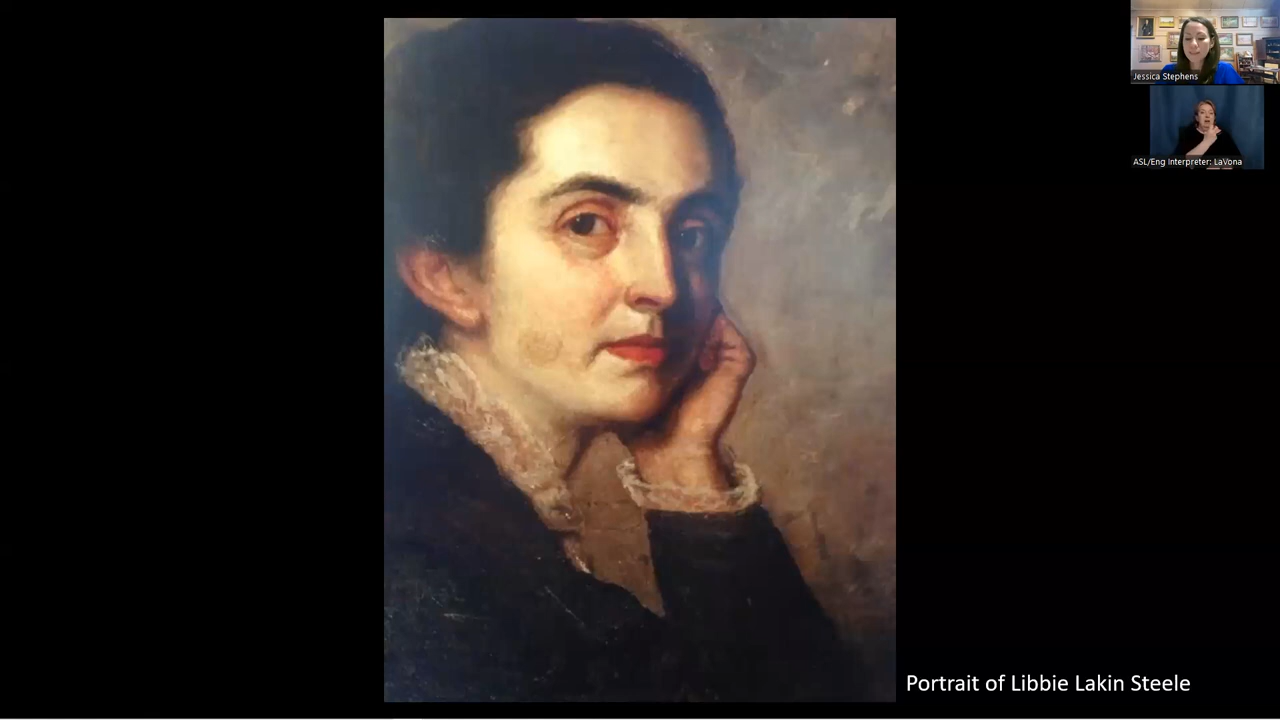 Jessica Stephens
ASL/Eng Interpreter: LaVona
Portrait of Libbie Lakin Steele